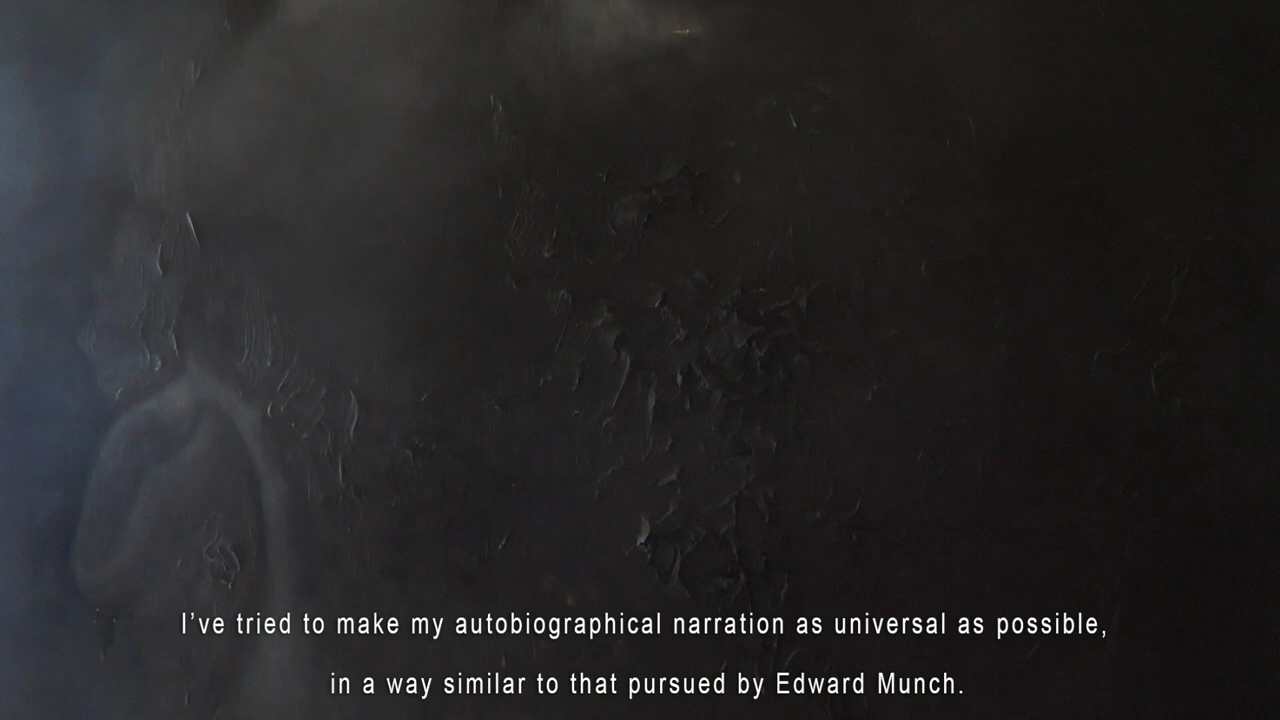 I’ve tried to make my autobiographical narration as universal as possible,
in a way similar to that pursued by Edward Munch.